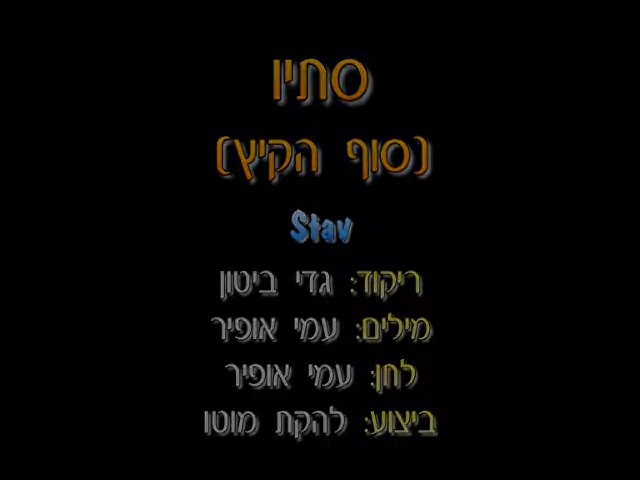 סתיו
(סוף הקיץ)
Stav
ריקוד: גדי ביטון
מילים: עמי אופיר
לחן: עמי אופיר
ביצוע: להקת מוטו